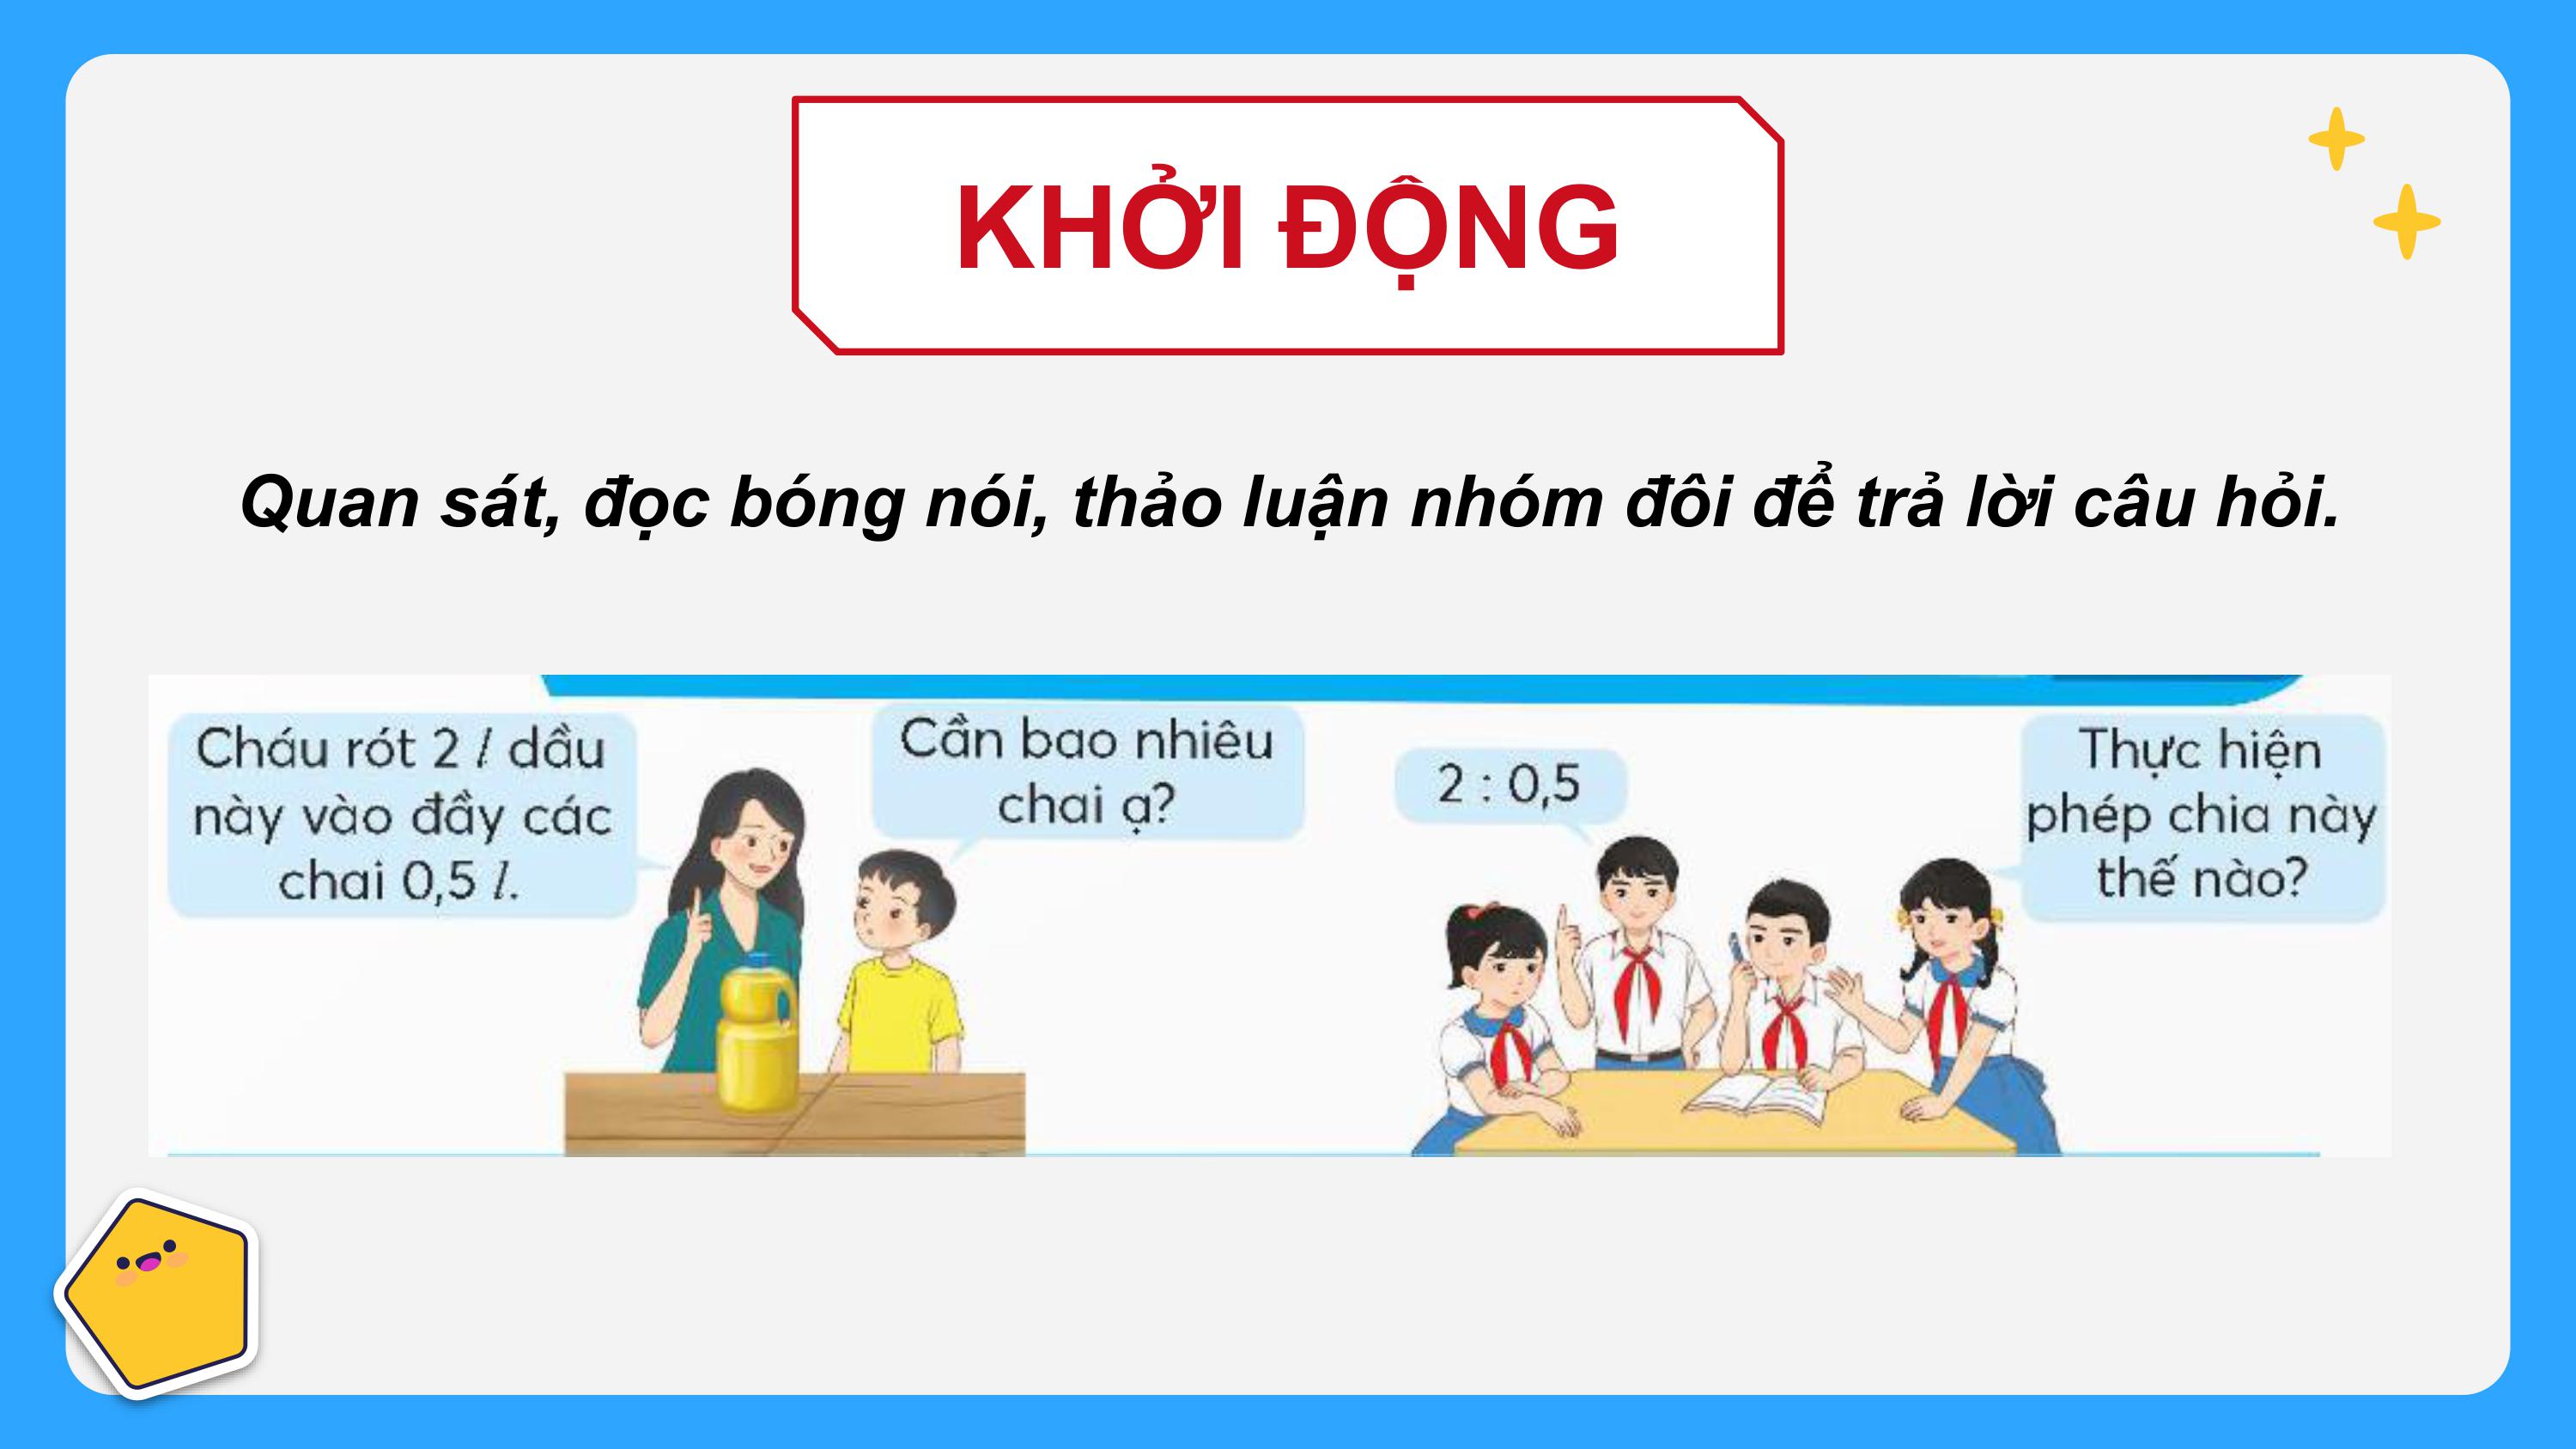 KHỞI ĐỘNG
Quan sát, đọc bóng nói, thảo luận nhóm đôi để trả lời câu hỏi.
Cháu rót 2 l dầu
này vào đầy các
chai 0,5 l.
Cần bao nhiêu
chai ạ?
2 : 0,5
Thực hiện
phép chia này
thế nào?